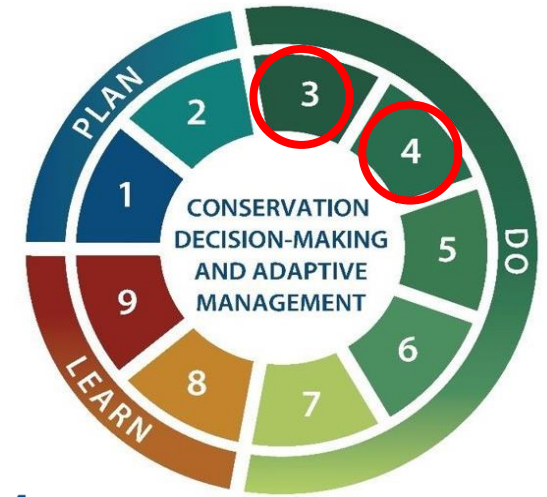 PLAN
DO
LEARN
1
2
3
4
5
6
7
8
9
CONSERVATION
DECISION-MAKING
AND ADAPTIVE
MANAGEMENT